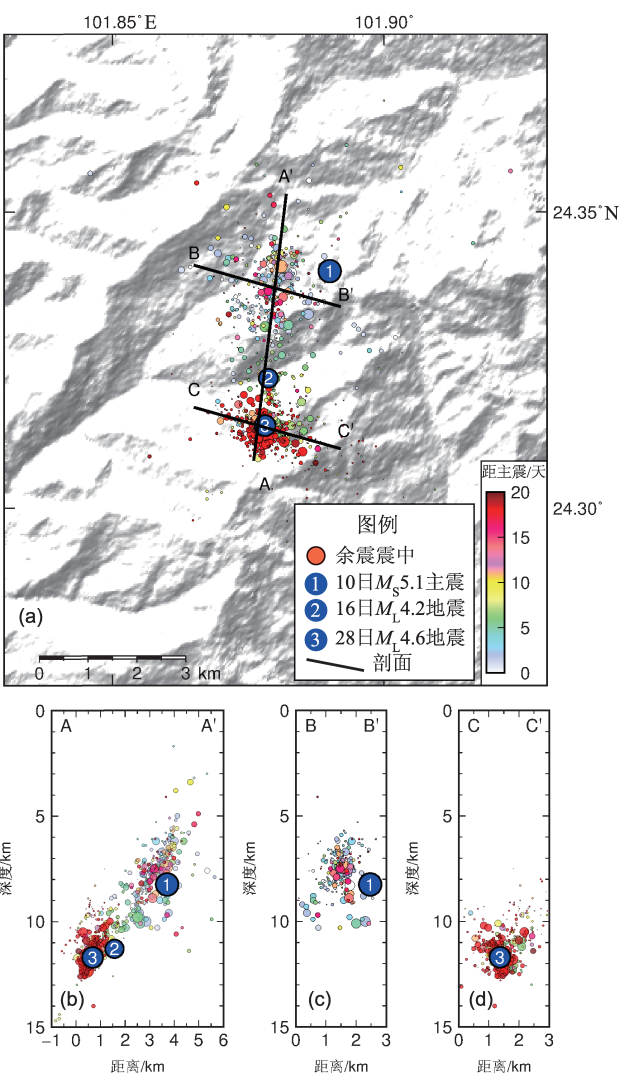 101.85°E 101.90°
A'
24.35°N
B
1
B'
2
C
3
C'
A
距主震/天
20
15
10
5
0
24.30°
图例
余震震中
1 10日MS5.1主震
2 16日ML4.2地震
3 28日ML4.6地震
剖面
(a)
0 1 2 3 km
0 A A'
5
深度/km
1
10
3 2
(b)
15
−1 0 1 2 3 4 5 6
距离/km
0 B B'
5
深度/km
1
10
(c)
15
0 1 2 3
距离/km
0 C C'
5
深度/km
10
3
(d)
15
0 1 2 3
距离/km